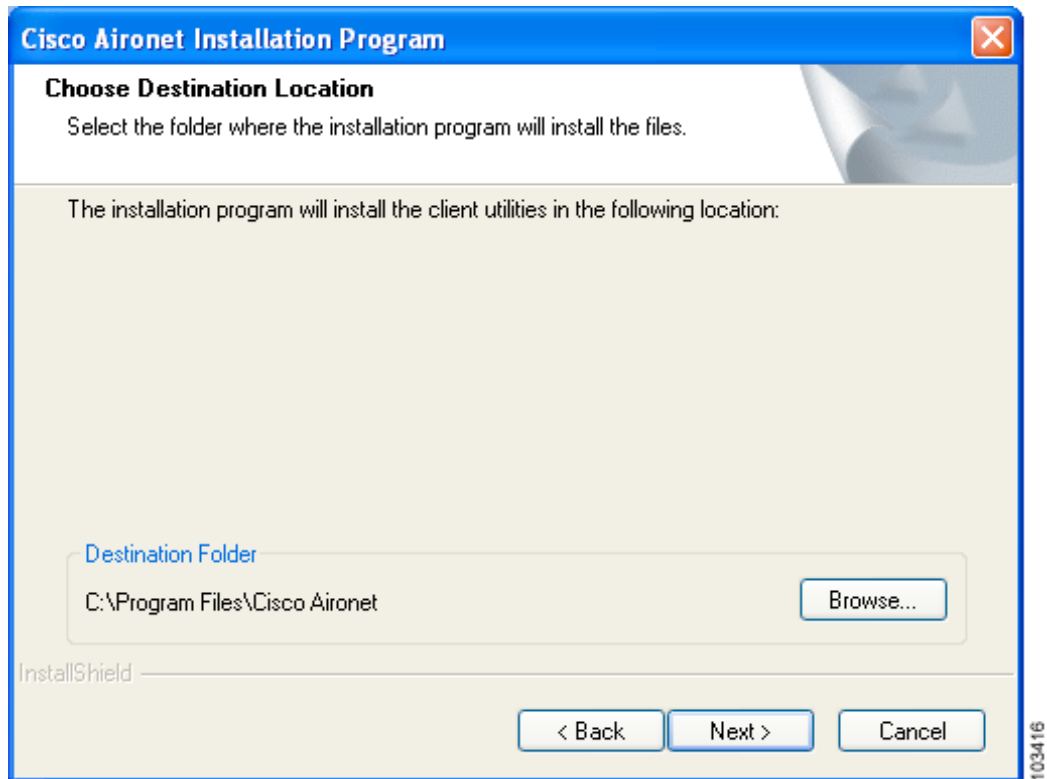 Cisco Aironet Installation Program
Choose Destination Location
Select the folder where the installation program will install the files.
The installation program will install the client utilities in the following location:
Destination Folder
C:\Program Files\Cisco Aironet
Browse...
InstallShield
< Back
Next >
Cancel
103416